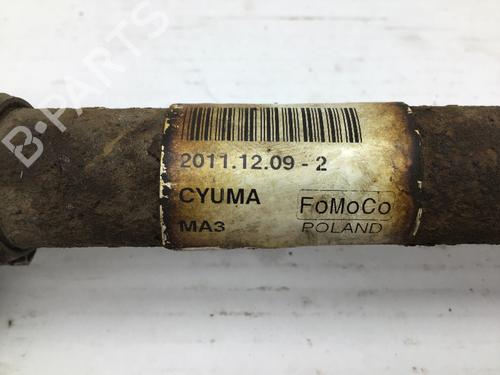 B-PARTS
2011.12.09 - 2
CYUMA
FoMoCo
MA3
POLAND